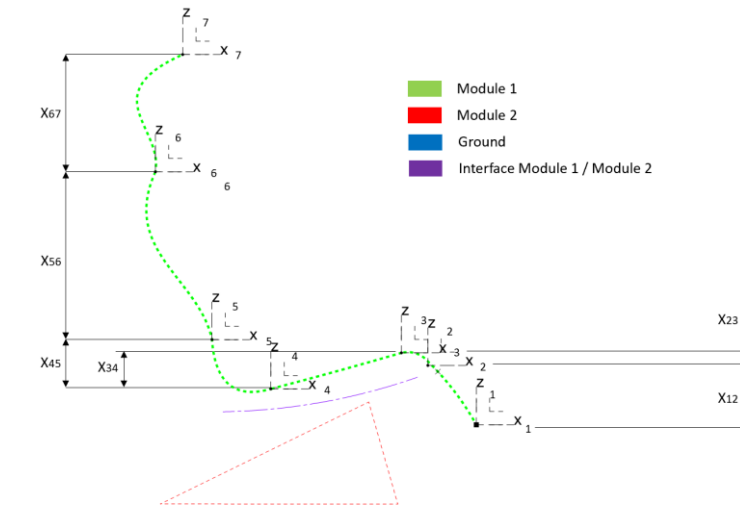 Z
7
X 7
Module 1
Module 2
Ground
Interface Module 1 / Module 2
X67
Z
6
X 6
6
X56
Z
5
X 5
Z
4
X 4
X45
X34
Z
3
X 3
Z
2
X 2
X23
Z
1
X 1
X12